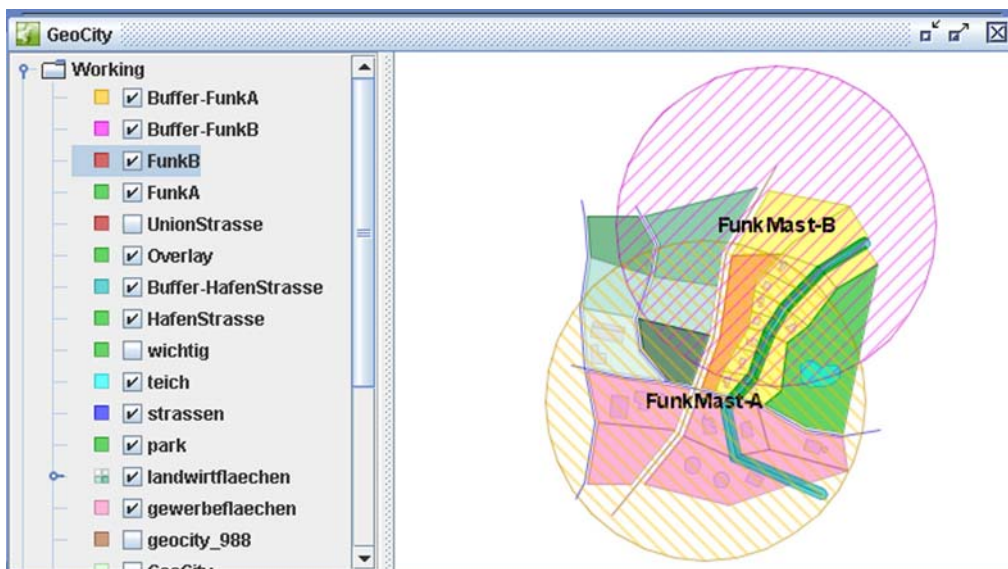 GeoCity
Working
Buffer-FunkA
Buffer-FunkB
FunkB
FunkA
UnionStrasse
Overlay
Buffer-HafenStrasse
HafenStrasse
wichtig
teich
strassen
park
landwirtflaechen
gewerbeflaechen
geocity_988
GeoCity
FunkMast-B
FunkMast-A